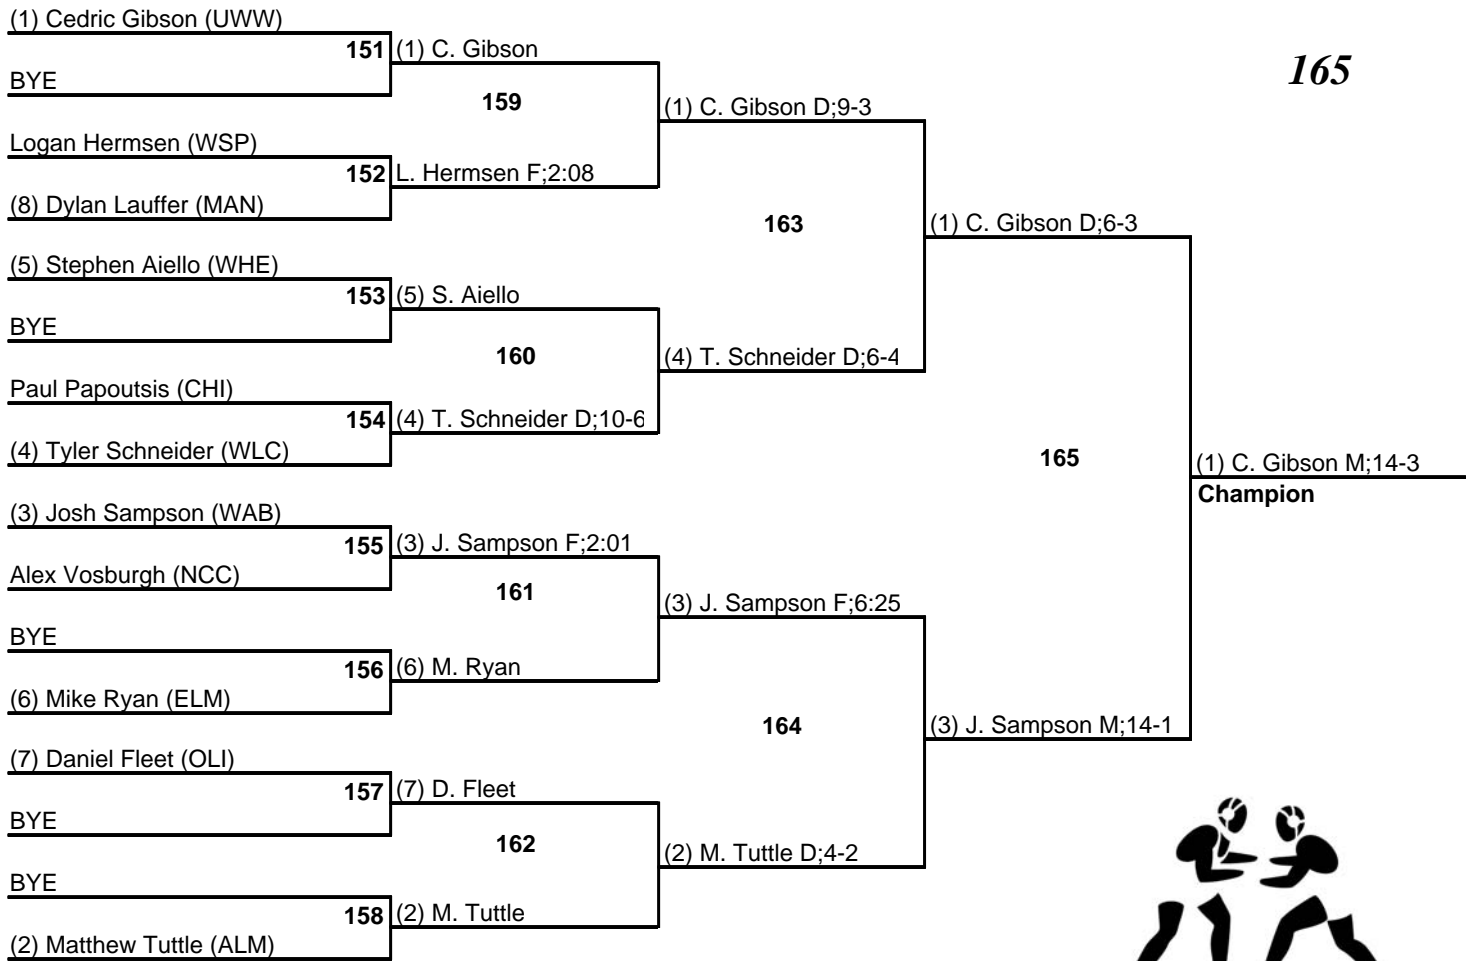 (1) Cedric Gibson (UWW)
151 (1) C. Gibson
165
BYE
159
(1) C. Gibson D;9-3
Logan Hermsen (WSP)
152 L. Hermsen F;2:08
(8) Dylan Lauffer (MAN)
163
(1) C. Gibson D;6-3
(5) Stephen Aiello (WHE)
153 (5) S. Aiello
BYE
160
(4) T. Schneider D;6-4
Paul Papoutsis (CHI)
154 (4) T. Schneider D;10-6
(4) Tyler Schneider (WLC)
165
(1) C. Gibson M;14-3
Champion
(3) Josh Sampson (WAB)
155 (3) J. Sampson F;2:01
Alex Vosburgh (NCC)
161
(3) J. Sampson F;6:25
BYE
156 (6) M. Ryan
(6) Mike Ryan (ELM)
164
(3) J. Sampson M;14-1
(7) Daniel Fleet (OLI)
157 (7) D. Fleet
BYE
162
(2) M. Tuttle D;4-2
BYE
158 (2) M. Tuttle
(2) Matthew Tuttle (ALM)